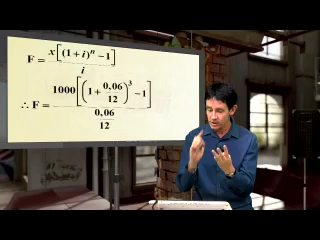 F = x[(1+i)ⁿ −1] / i
∴ F = 1000[(1 + 0,06/12)³ −1] / (0,06/12)